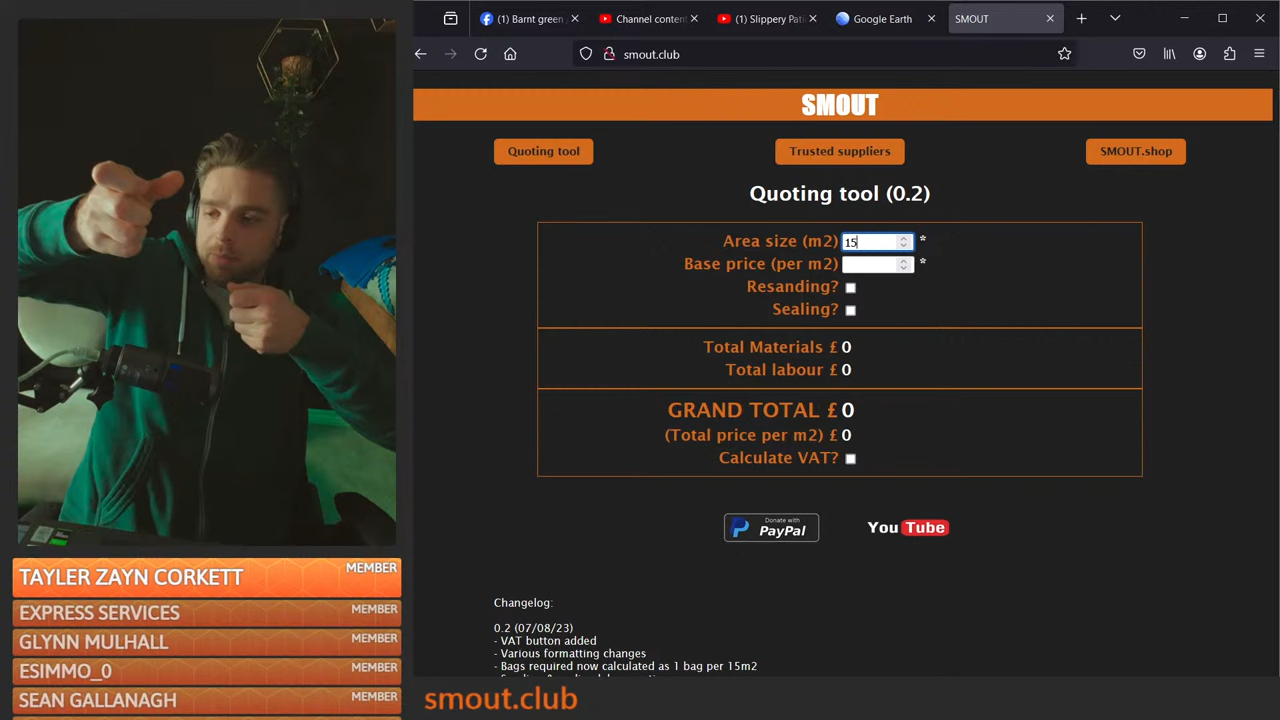 (1) Barnt green
Channel content
(1) Slippery Pati
Google Earth
SMOUT
smout.club
SMOUT
Quoting tool
Trusted suppliers
SMOUT.shop
Quoting tool (0.2)
Area size (m2) 15 *
Base price (per m2) *
Resanding?
Sealing?
Total Materials £ 0
Total labour £ 0
GRAND TOTAL £ 0
(Total price per m2) £ 0
Calculate VAT?
Donate with
PayPal
YouTube
Changelog:
0.2 (07/08/23)
- VAT button added
- Various formatting changes
- Bags required now calculated as 1 bag per 15m2
TAYLER ZAYN CORKETT MEMBER
EXPRESS SERVICES MEMBER
GLYNN MULHALL MEMBER
ESIMMO_0 MEMBER
SEAN GALLANAGH MEMBER
smout.club